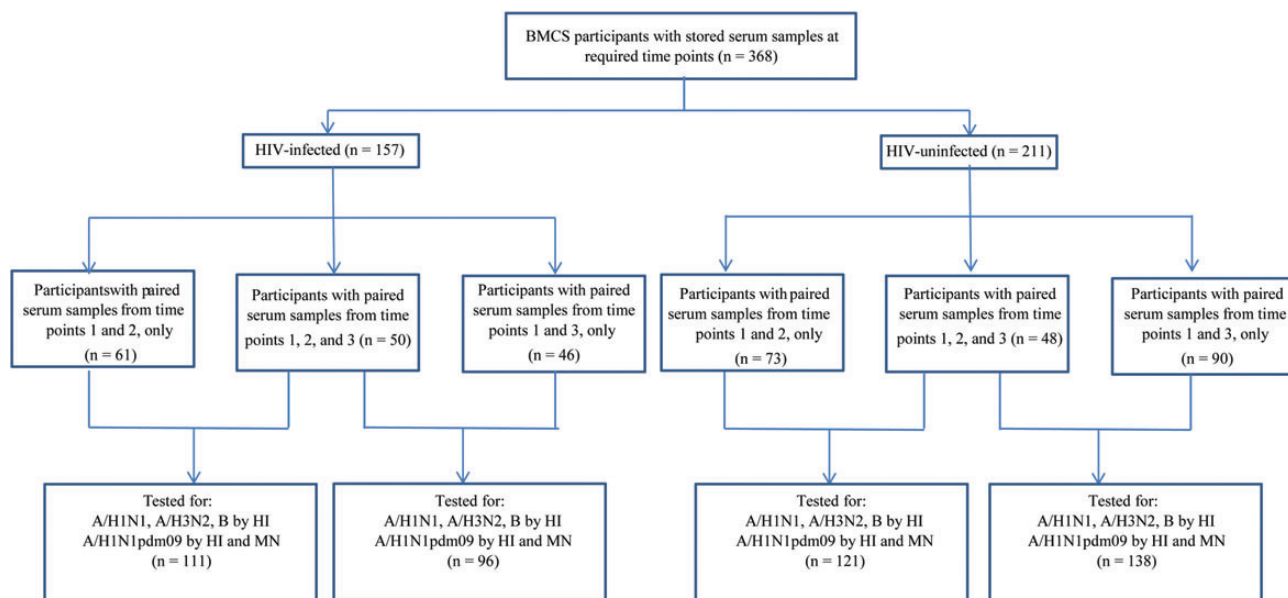 BMCS participants with stored serum samples at
required time points (n = 368)
HIV-infected (n = 157)
HIV-uninfected (n = 211)
Participantswith paired
serum samples from time
points 1 and 2, only
(n = 61)
Participants with paired
serum samples from time
points 1, 2, and 3 (n = 50)
Participants with paired
serum samples from time
points 1 and 3, only
(n = 46)
Participants with paired
serum samples from time
points 1 and 2, only
(n = 73)
Participants with paired
serum samples from time
points 1, 2, and 3 (n = 48)
Participants with paired
serum samples from time
points 1 and 3, only
(n = 90)
Tested for:
A/H1N1, A/H3N2, B by HI
A/H1N1pdm09 by HI and MN
(n = 111)
Tested for:
A/H1N1, A/H3N2, B by HI
A/H1N1pdm09 by HI and MN
(n = 96)
Tested for:
A/H1N1, A/H3N2, B by HI
A/H1N1pdm09 by HI and MN
(n = 121)
Tested for:
A/H1N1, A/H3N2, B by HI
A/H1N1pdm09 by HI and MN
(n = 138)